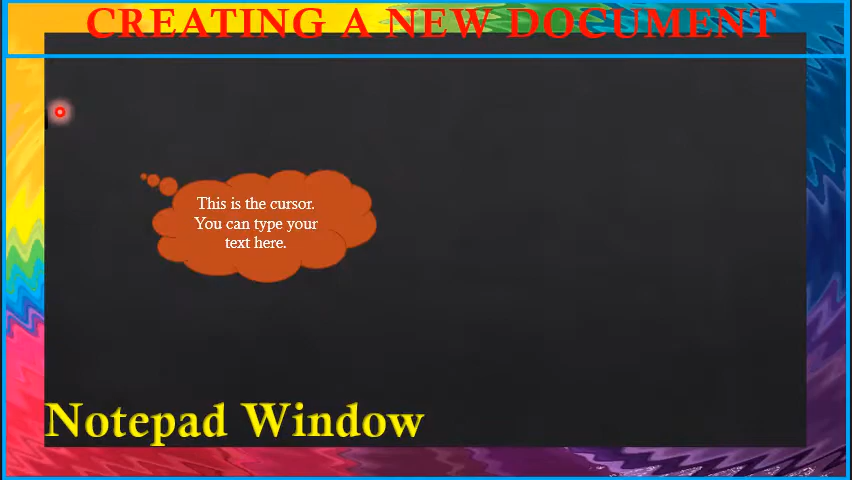 CREATING A NEW DOCUMENT
This is the cursor.
You can type your
text here.
Notepad Window